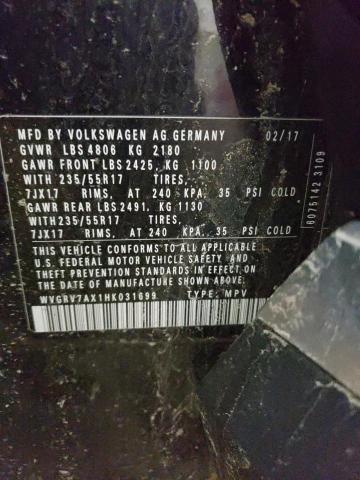 MFD BY VOLKSWAGEN AG GERMANY 02/17
GVWR LBS 4806 KG 2180
GAWR FRONT LBS 2425, KG 1100
WITH 235/55R17 TIRES,
7JX17 RIMS, AT 240 KPA, 35 PSI COLD
GAWR REAR LBS 2491, KG 1130
WITH 235/55R17 TIRES,
7JX17 RIMS, AT 240 KPA, 35 PSI COLD
THIS VEHICLE CONFORMS TO ALL APPLICABLE
U.S. FEDERAL MOTOR VEHICLE SAFETY AND
THEFT PREVENTION STANDARDS IN EFFECT ON
THE DATE OF MANUFACTURE SHOWN ABOVE.
WVGRV7AX1HK031699 TYPE: MPV
6075142 3109